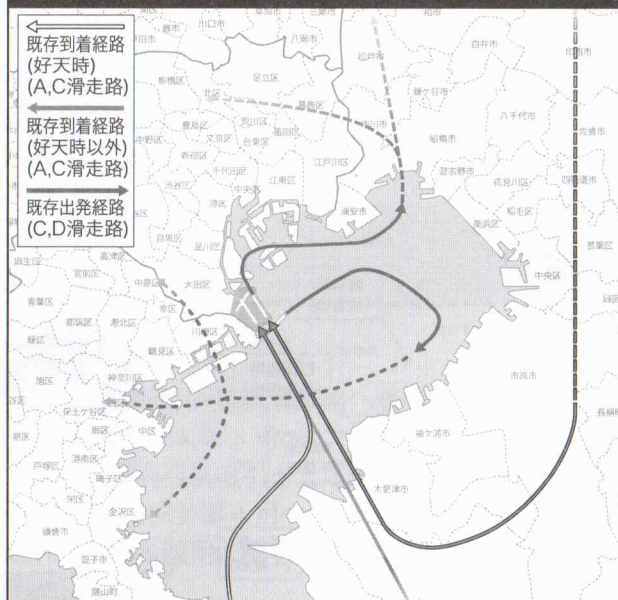 既存到着経路
(好天時)
(A,C滑走路)
既存到着経路
(好天時以外)
(A,C滑走路)
既存出発経路
(C,D滑走路)
草加市
三郷市
柏市
川口市
八潮市
松戸市
白井市
印西市
板橋区
足立区
北区
葛飾区
鎌ケ谷市
市川市
八千代市
豊島区
荒川区
文京区
台東区
墨田区
船橋市
佐倉市
中野区
新宿区
千代田区
江戸川区
習志野市
花見川区
四街道市
渋谷区
中央区
江東区
浦安市
稲毛区
美浜区
港区
若葉区
目黒区
品川区
中央区
麻生区
高津区
宮前区
中原区
大田区
緑区
青葉区
幸区
都筑区
港北区
川崎区
緑区
鶴見区
市原市
旭区
神奈川区
保土ケ谷区
西区
長柄町
中区
南区
袖ケ浦市
戸塚区
港南区
磯子区
木更津市
栄区
金沢区
鎌倉市
逗子市
葉山町